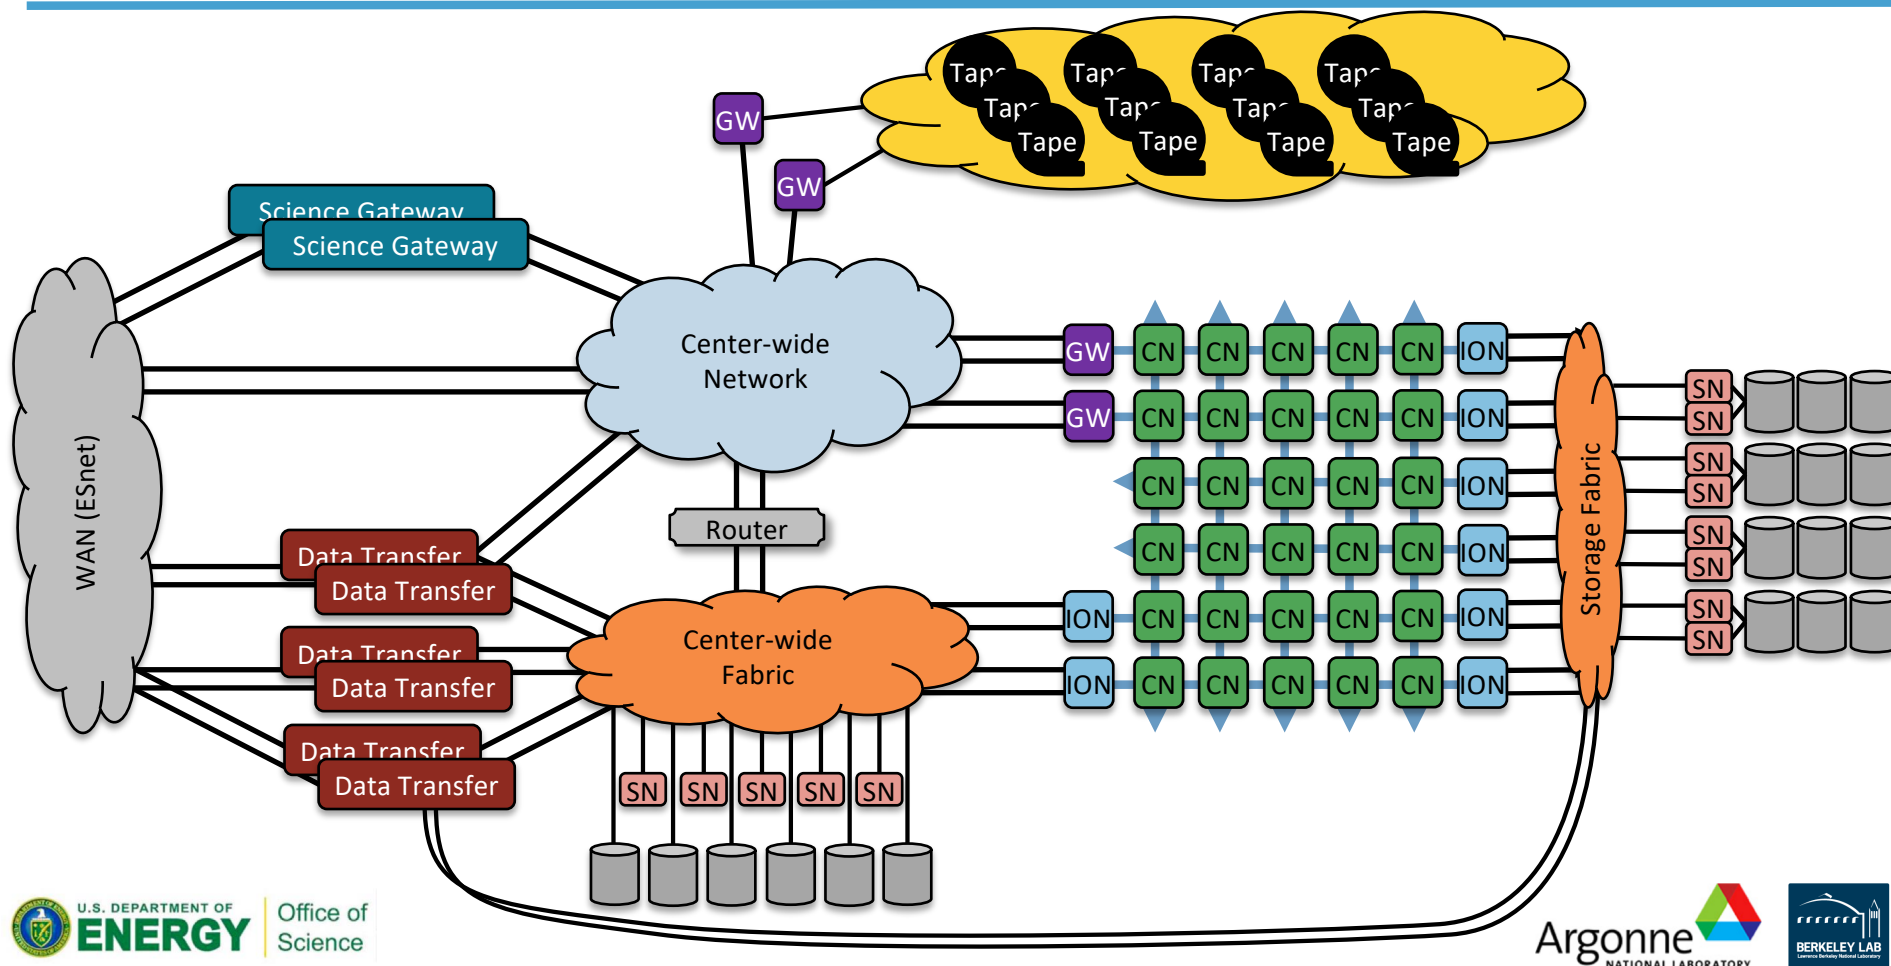 Tape Tape Tape Tape
Tape Tape Tape Tape
Tape Tape Tape Tape
GW
GW
Science Gateway
Science Gateway
Center-wide
Network
GW CN CN CN CN CN ION
GW CN CN CN CN CN ION
CN CN CN CN CN ION
CN CN CN CN CN ION
ION CN CN CN CN CN ION
ION CN CN CN CN CN ION
Storage Fabric
SN
SN
SN
SN
SN
SN
SN
SN
WAN (ESnet)
Router
Data Transfer
Data Transfer
Data Transfer
Data Transfer
Data Transfer
Data Transfer
Center-wide
Fabric
SN SN SN SN SN
U.S. DEPARTMENT OF
ENERGY
Office of
Science
Argonne
NATIONAL LABORATORY
BERKELEY LAB
Lawrence Berkeley National Laboratory